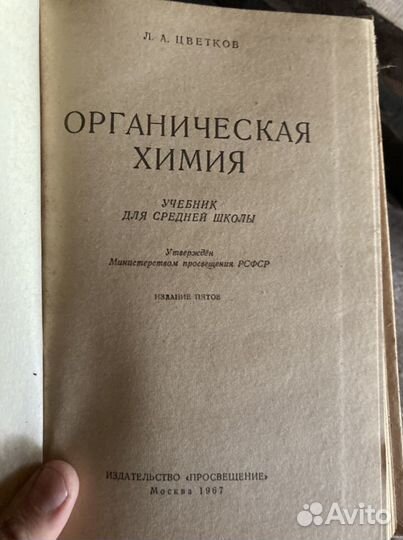 Л. А. ЦВЕТКОВ
ОРГАНИЧЕСКАЯ
ХИМИЯ
УЧЕБНИК
ДЛЯ СРЕДНЕЙ ШКОЛЫ
Утверждён
Министерством просвещения РСФСР
ИЗДАНИЕ ПЯТОЕ
ИЗДАТЕЛЬСТВО «ПРОСВЕЩЕНИЕ»
Москва 1967
Avito